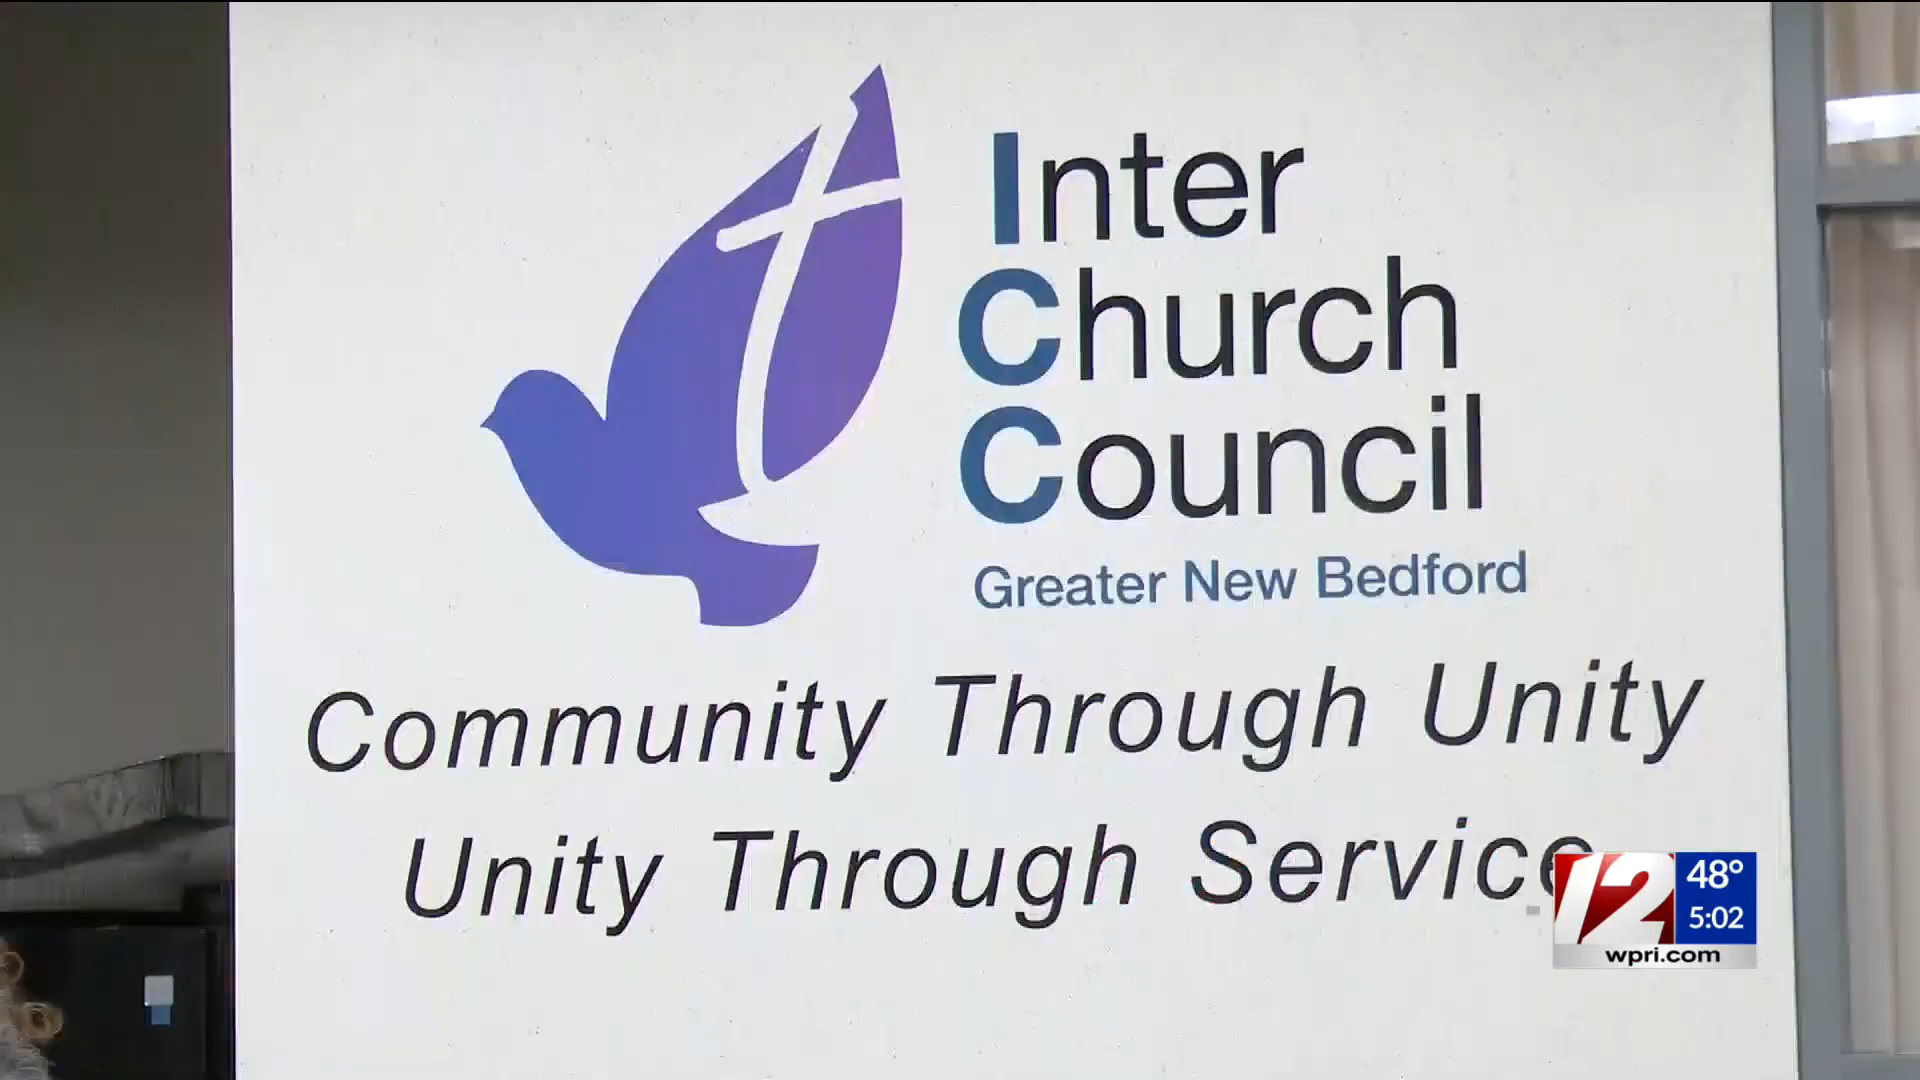 Inter
Church
Council
Greater New Bedford
Community Through Unity
Unity Through Service
12
48°
5:02
wpri.com